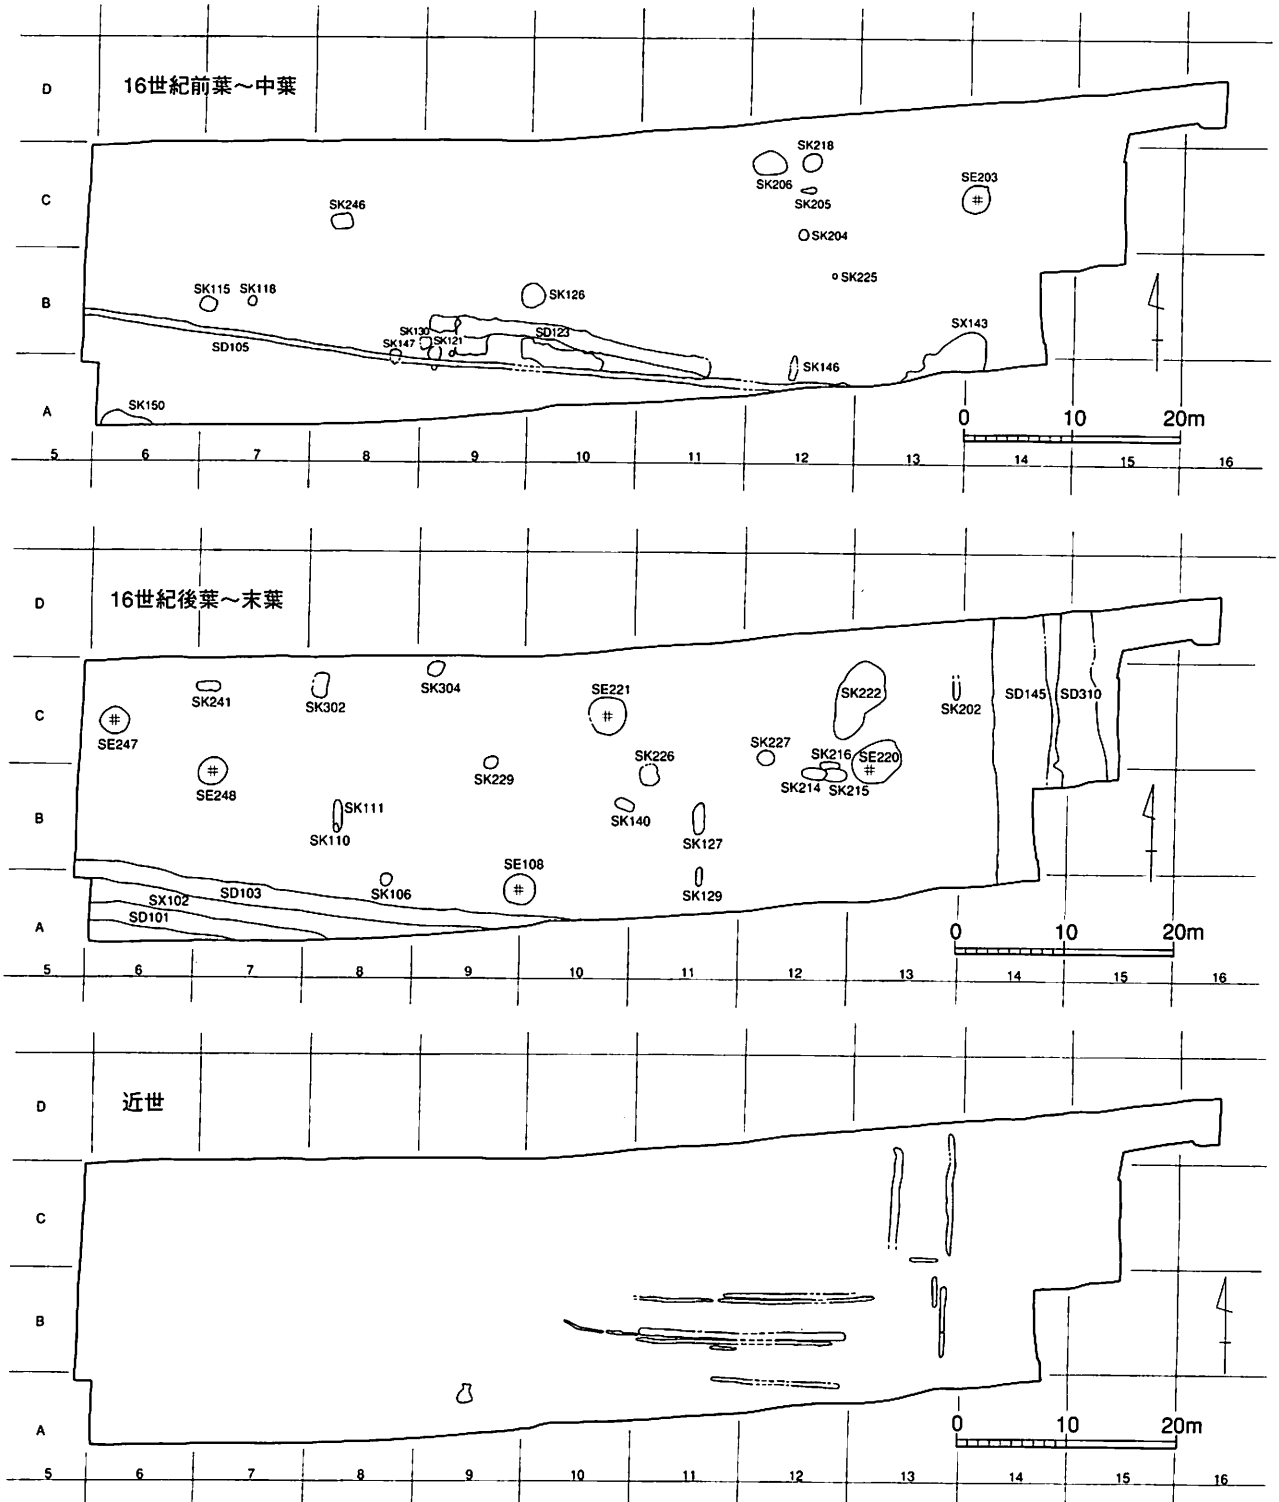 D
16世紀前葉～中葉
SK218
SK206
SE203
SK205
C
SK246
SK204
SK225
B
SK115
SK118
SK126
SK130
SD123
SX143
SD105
SK147
SK121
SK146
A
SK150
0 10 20m
5 6 7 8 9 10 11 12 13 14 15 16
D
16世紀後葉～末葉
SK304
SK241
SK302
SE221
SK222
SK202
SD145
SD310
C
SE247
SK227
SK216
SE220
SK226
SK229
SE248
SK214
SK215
B
SK111
SK140
SK110
SK127
SE108
SD103
SK106
SK129
SX102
SD101
A
0 10 20m
5 6 7 8 9 10 11 12 13 14 15 16
D
近世
C
B
A
0 10 20m
5 6 7 8 9 10 11 12 13 14 15 16